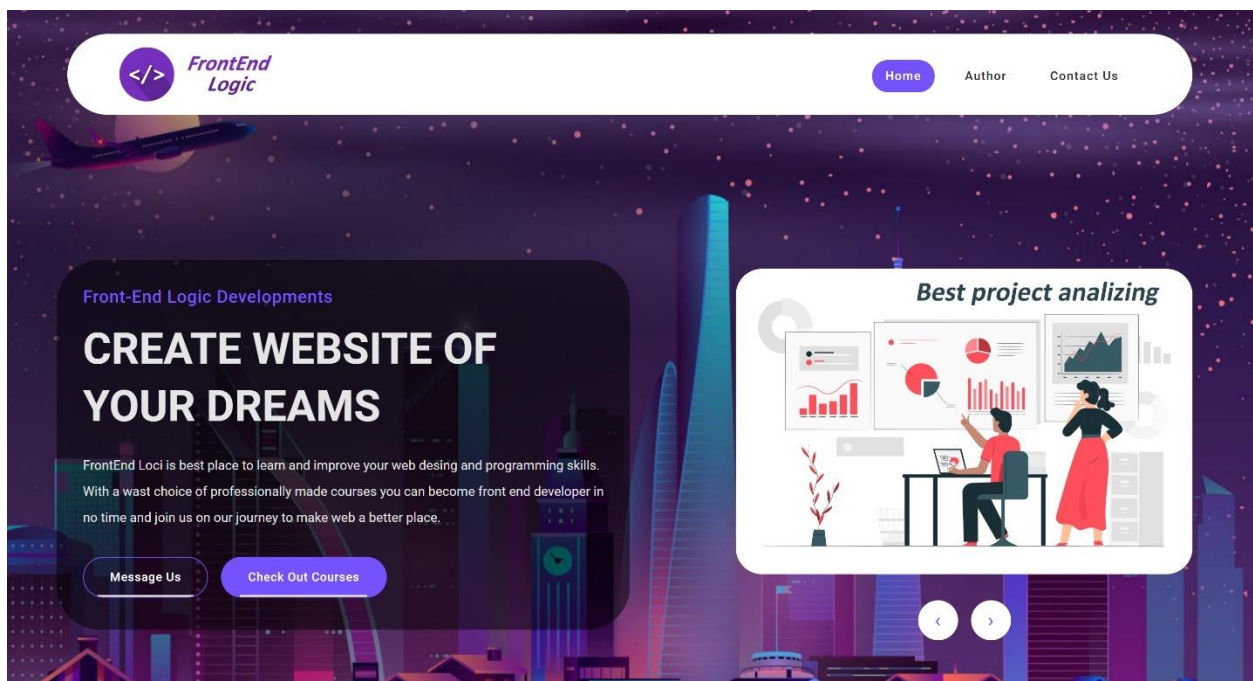 </>
FrontEnd
Logic
Home
Author
Contact Us
Front-End Logic Developments
CREATE WEBSITE OF
YOUR DREAMS
FrontEnd Loci is best place to learn and improve your web desing and programming skills.
With a wast choice of professionally made courses you can become front end developer in
no time and join us on our journey to make web a better place.
Message Us
Check Out Courses
Best project analizing
‹
›